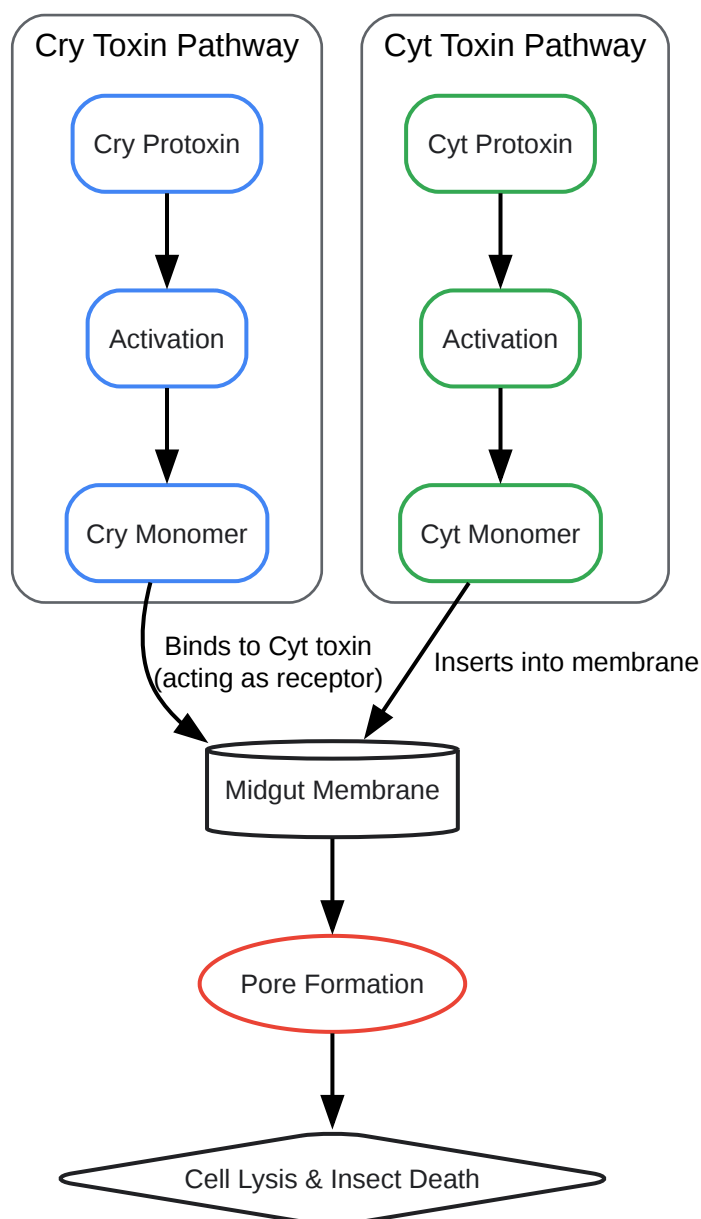 Cry Toxin Pathway
Cyt Toxin Pathway
Cry Protoxin
Cyt Protoxin
Activation
Activation
Cry Monomer
Cyt Monomer
Binds to Cyt toxin
(acting as receptor)
Inserts into membrane
Midgut Membrane
Pore Formation
Cell Lysis & Insect Death